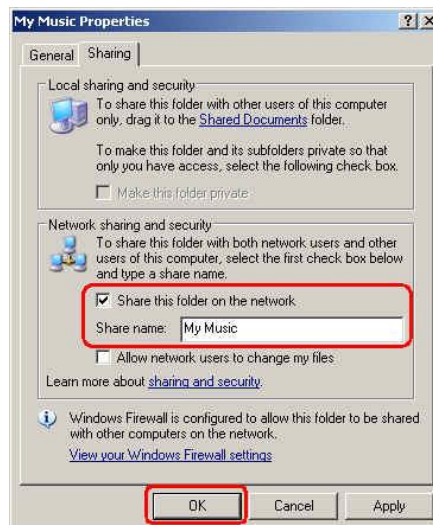 My Music Properties
General Sharing
Local sharing and security
To share this folder with other users of this computer
only, drag it to the Shared Documents folder.
To make this folder and its subfolders private so that
only you have access, select the following check box.
Make this folder private
Network sharing and security
To share this folder with both network users and other
users of this computer, select the first check box below
and type a share name.
Share this folder on the network
Share name: My Music
Allow network users to change my files
Learn more about sharing and security.
Windows Firewall is configured to allow this folder to be shared
with other computers on the network.
View your Windows Firewall settings
OK Cancel Apply